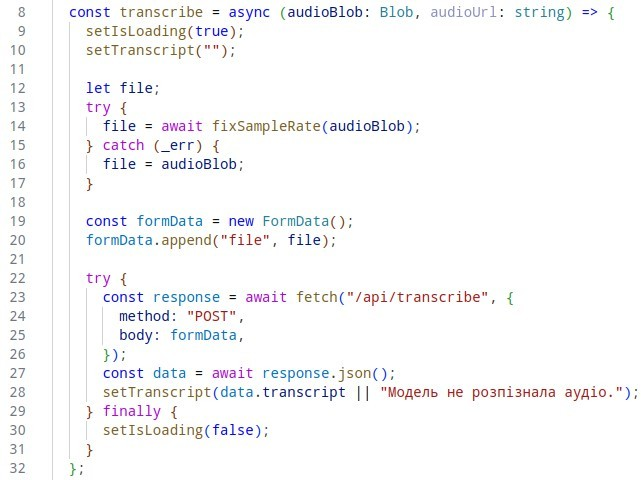 8 const transcribe = async (audioBlob: Blob, audioUrl: string) => {
9 setIsLoading(true);
10 setTranscript("");
11
12 let file;
13 try {
14 file = await fixSampleRate(audioBlob);
15 } catch (_err) {
16 file = audioBlob;
17 }
18
19 const formData = new FormData();
20 formData.append("file", file);
21
22 try {
23 const response = await fetch("/api/transcribe", {
24 method: "POST",
25 body: formData,
26 });
27 const data = await response.json();
28 setTranscript(data.transcript || "Модель не розпізнала аудіо.");
29 } finally {
30 setIsLoading(false);
31 }
32 };